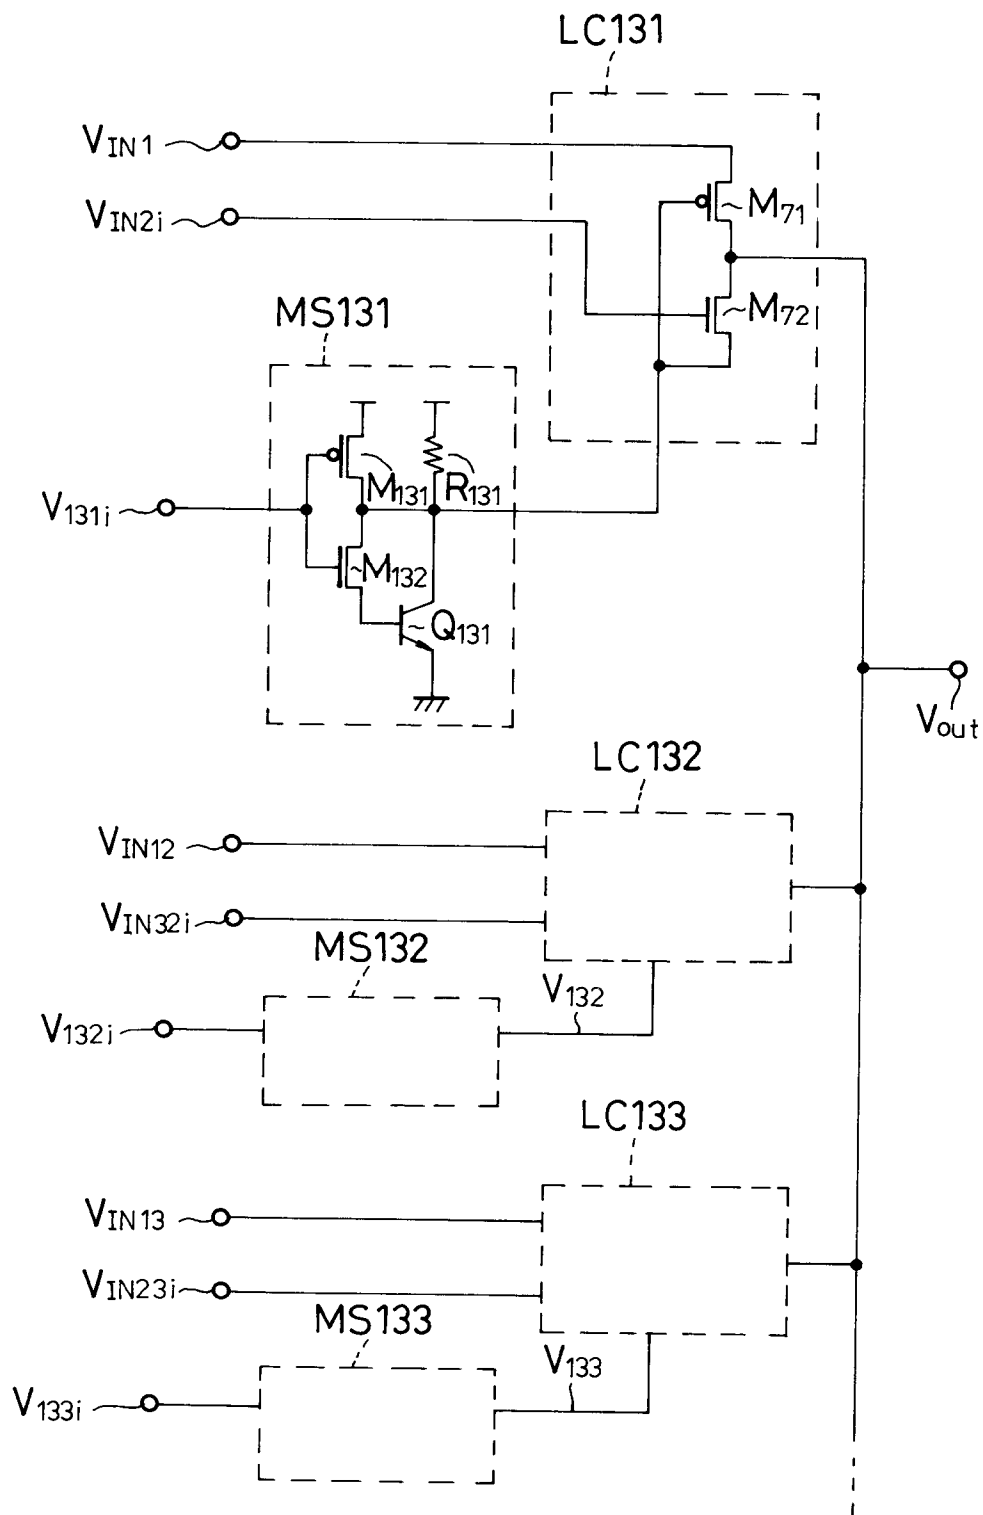 LC131
VIN1
M71
VIN2i
M72
MS131
M131
R131
V131i
M132
Q131
Vout
LC132
VIN12
VIN32i
MS132
V132
V132i
LC133
VIN13
VIN23i
MS133
V133
V133i